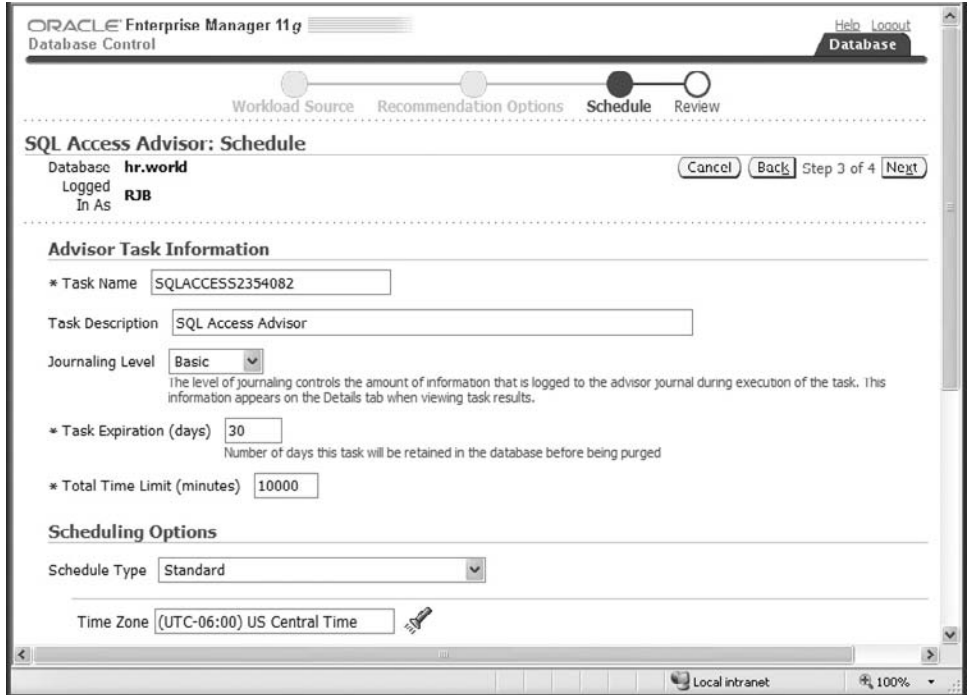 ORACLE Enterprise Manager 11g
Database Control
Help Logout
Database
Workload Source Recommendation Options Schedule Review
SQL Access Advisor: Schedule
Database hr.world
Logged In As RJB
Cancel Back Step 3 of 4 Next
Advisor Task Information
* Task Name SQLACCESS2354082
Task Description SQL Access Advisor
Journaling Level Basic
The level of journaling controls the amount of information that is logged to the advisor journal during execution of the task. This
information appears on the Details tab when viewing task results.
* Task Expiration (days) 30
Number of days this task will be retained in the database before being purged
* Total Time Limit (minutes) 10000
Scheduling Options
Schedule Type Standard
Time Zone (UTC-06:00) US Central Time
Local intranet 100%